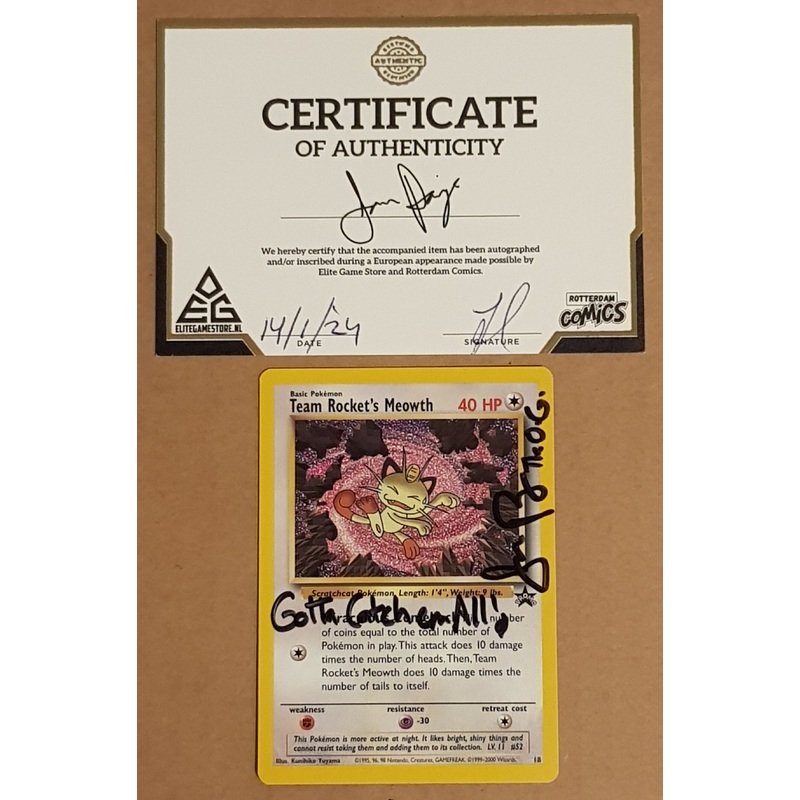 CERTIFIED
AUTHENTIC
CERTIFIED
CERTIFICATE
OF AUTHENTICITY
We hereby certify that the accompanied item has been autographed
and/or inscribed during a European appearance made possible by
Elite Game Store and Rotterdam Comics.
EG
ELITEGAMESTORE.NL
14/1/24
DATE
SIGNATURE
ROTTERDAM
COMICS
Basic Pokémon
Team Rocket's Meowth 40 HP
The O.G.
Scratchcat Pokémon, Length: 1'4", Weight: 9 lbs.
Gotta Catch em All!
number
of coins equal to the total number of
Pokémon in play. This attack does 10 damage
times the number of heads. Then, Team
Rocket's Meowth does 10 damage times the
number of tails to itself.
weakness resistance retreat cost
-30
This Pokémon is more active at night. It likes bright, shiny things and
cannot resist taking them and adding them to its collection. LV. 11 #52
Illus. Kunihiko Yuyama ©1995, 96, 98 Nintendo, Creatures, GAMEFREAK. ©1999-2000 Wizards. 18